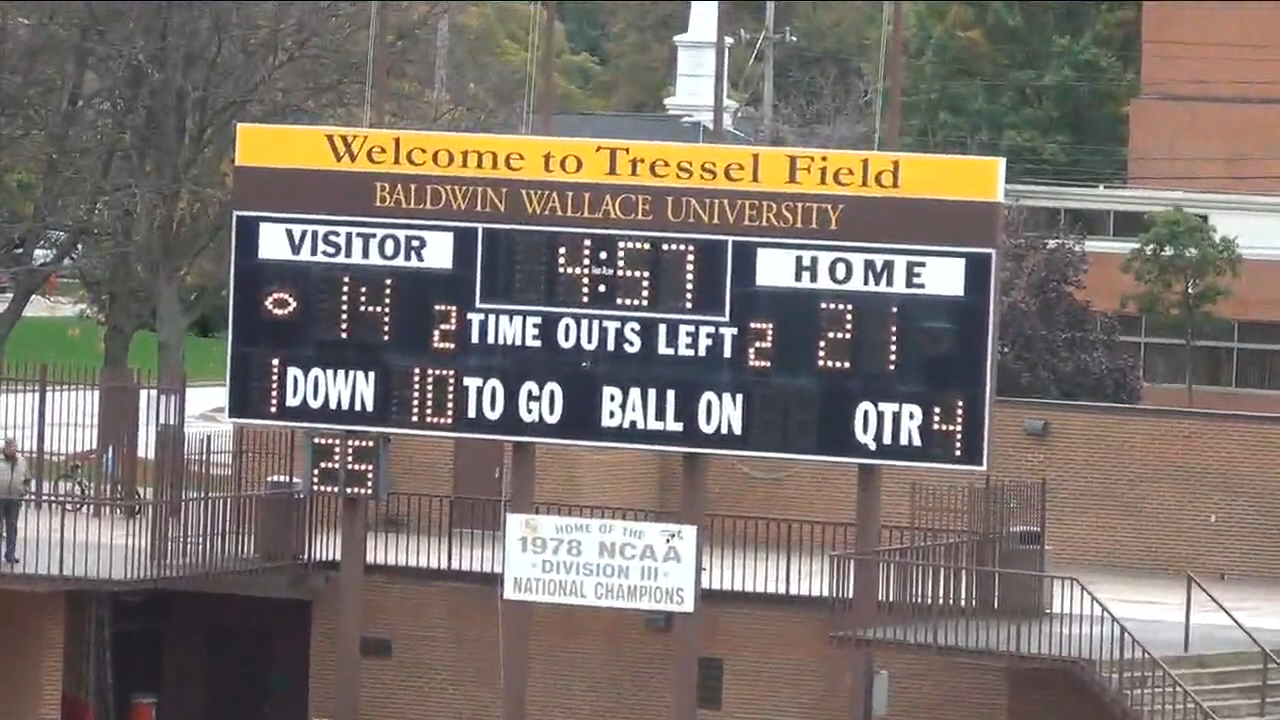 Welcome to Tressel Field
BALDWIN WALLACE UNIVERSITY
VISITOR 4:57 HOME
14 2 TIME OUTS LEFT 2 21
1 DOWN 10 TO GO BALL ON QTR 4
25
HOME OF THE
1978 NCAA
• DIVISION III •
NATIONAL CHAMPIONS